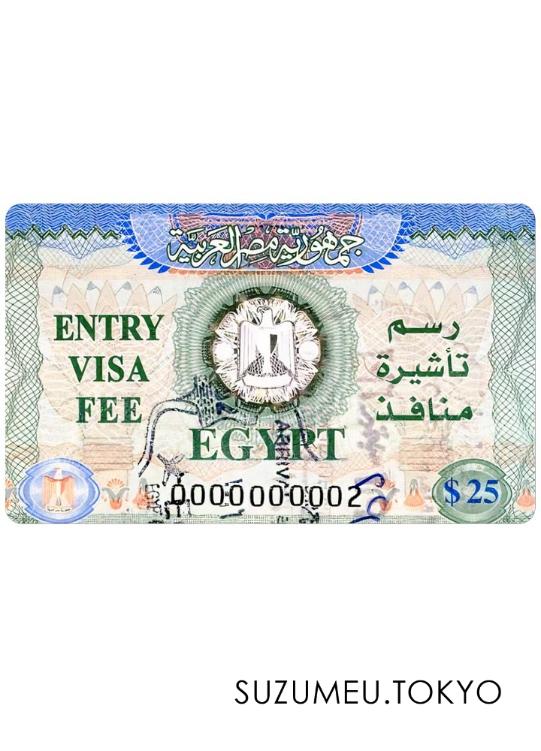 جمهورية مصر العربية
ENTRY
VISA
FEE
رسم
تأشيرة
منافذ
EGYPT
0000000002
$ 25
SUZUMEU.TOKYO